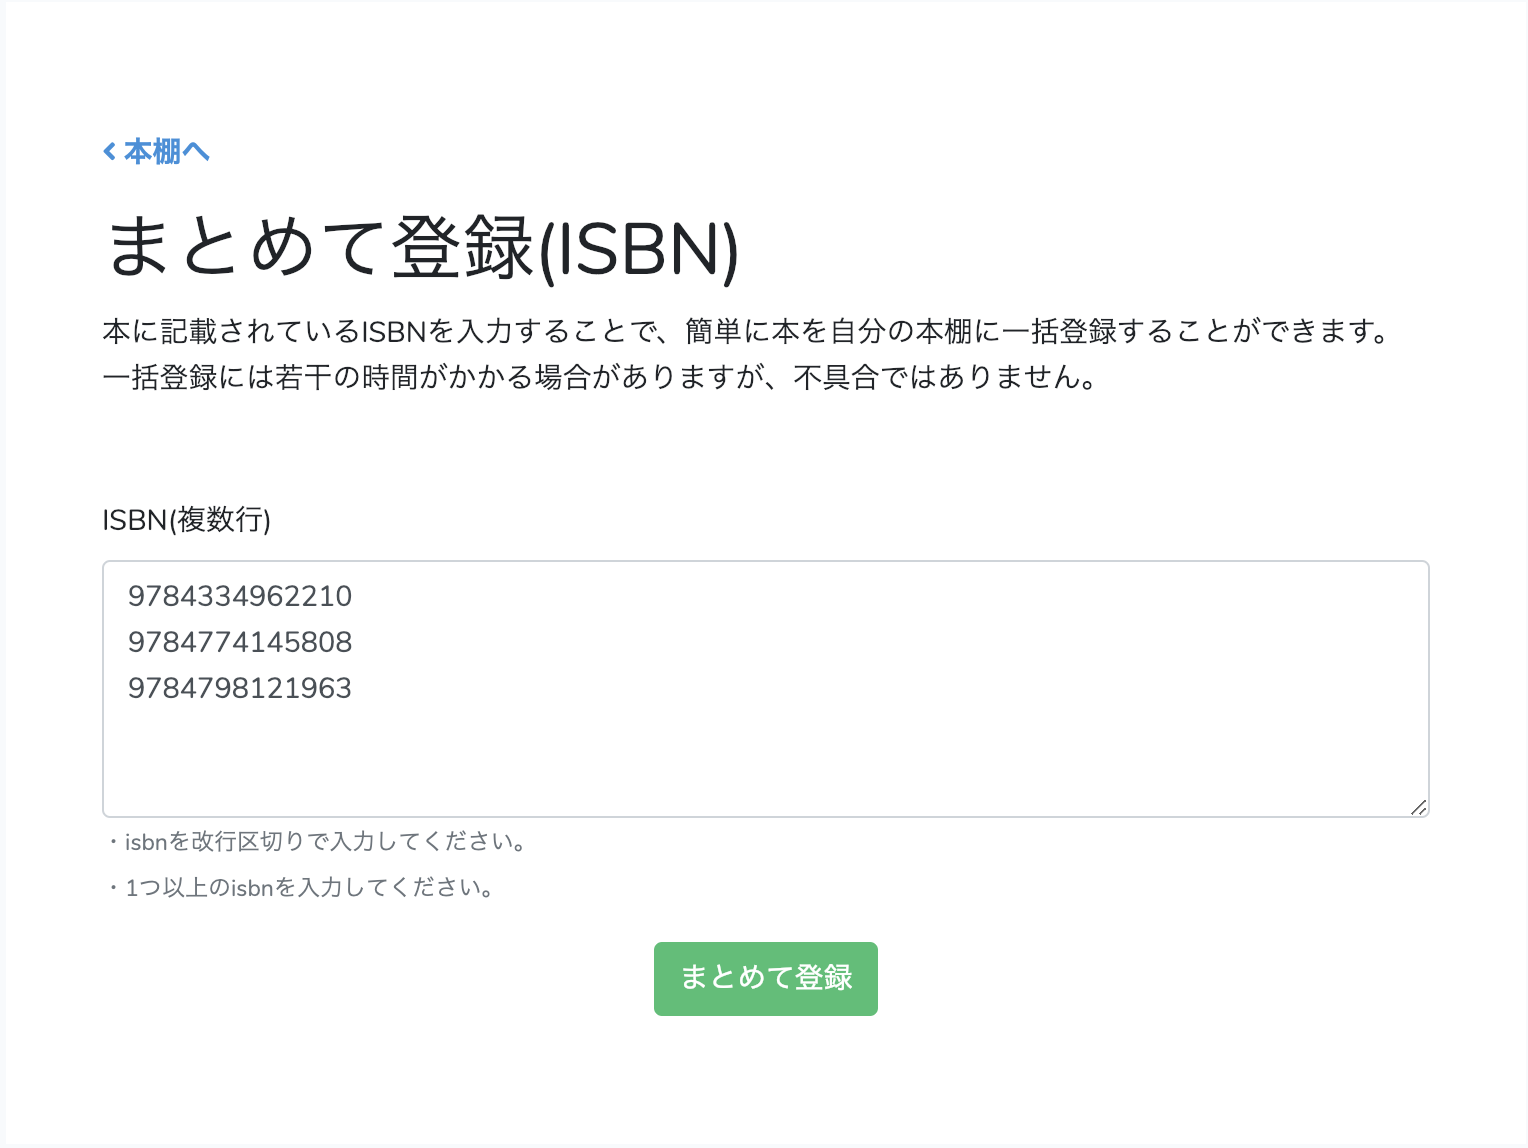 本棚へ
まとめて登録(ISBN)
本に記載されているISBNを入力することで、簡単に本を自分の本棚に一括登録することができます。
一括登録には若干の時間がかかる場合がありますが、不具合ではありません。
ISBN(複数行)
9784334962210
9784774145808
9784798121963
・isbnを改行区切りで入力してください。
・1つ以上のisbnを入力してください。
まとめて登録